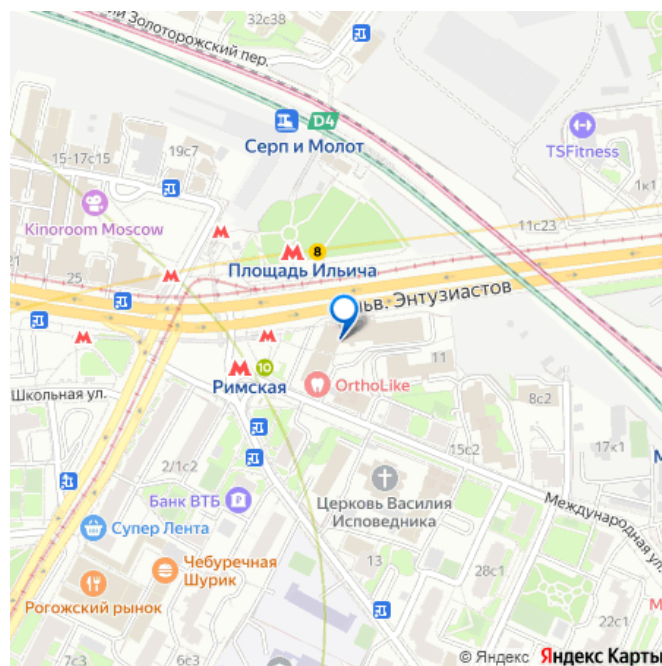 32с38
ий Золоторожский пер.
D4
Серп и Молот
TSFitness
1к1
15-17с15
19с7
Kinoroom Moscow
11с23
8
Площадь Ильича
21
25
льв. Энтузиастов
10
Римская
OrthoLike
11
Школьная ул.
8с2
15с2
17к1
М
2/1с2
Банк ВТБ
Церковь Василия
Исповедника
Международная ул.
Супер Лента
Чебуречная
Шурик
13
28с1
Рогожский рынок
22с1
7с3
6с3
© Яндекс Яндекс Карты